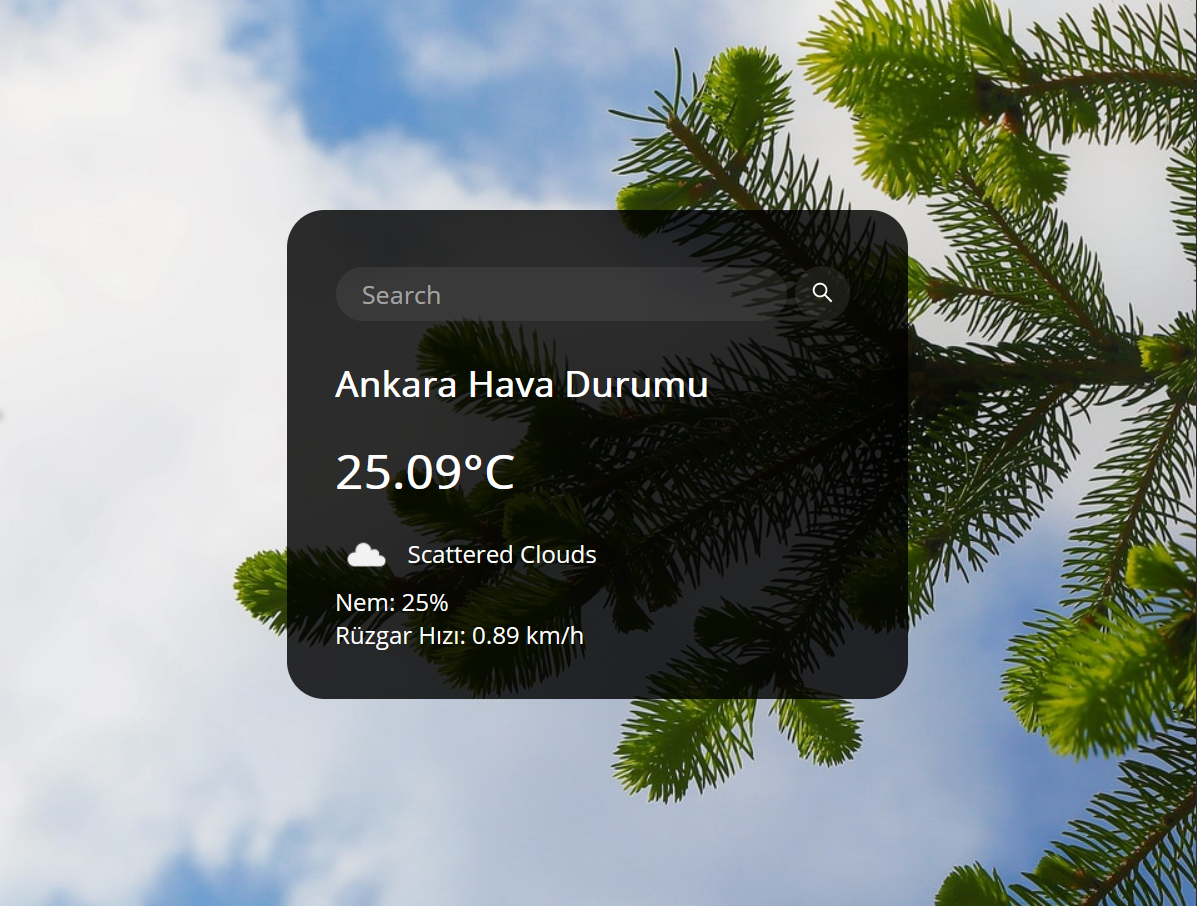 Search
Ankara Hava Durumu
25.09°C
Scattered Clouds
Nem: 25%
Rüzgar Hızı: 0.89 km/h